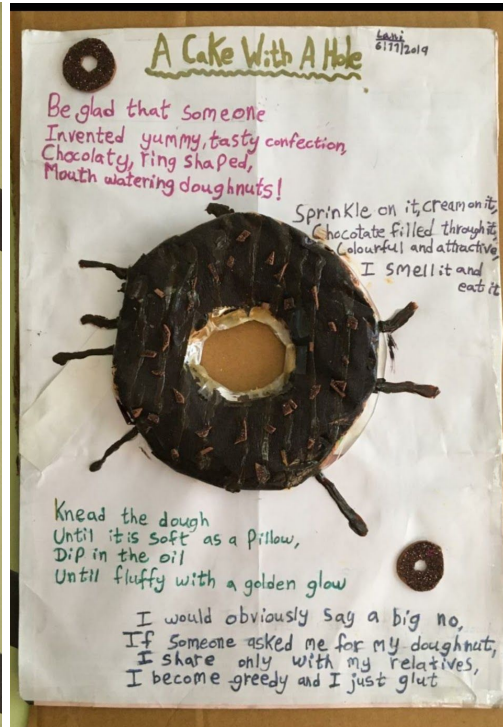 A Cake With A Hole
Lani
6/11/2019
Be glad that someone
Invented yummy, tasty confection,
Chocolaty, ring shaped,
Mouth watering doughnuts!
Sprinkle on it, cream on it,
Chocotate filled through it,
Colourful and attractive,
I smell it and
eat it
Knead the dough
Until it is soft as a Pillow,
Dip in the oil
Until fluffy with a golden glow
I would obviously say a big no,
If Someone asked me for my doughnut,
I share only with my relatives,
I become greedy and I just glut